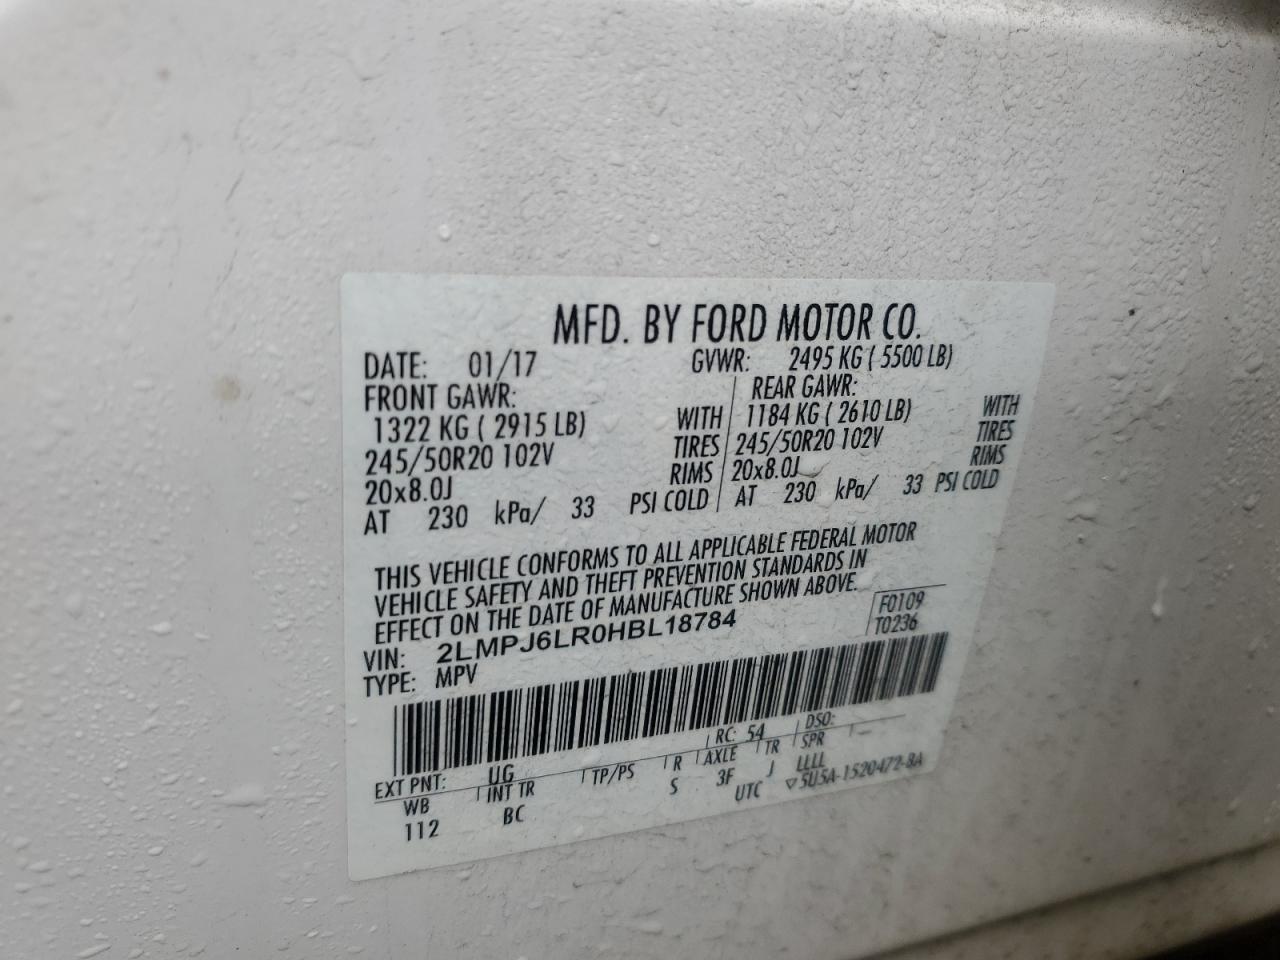 MFD. BY FORD MOTOR CO.
DATE: 01/17 GVWR: 2495 KG ( 5500 LB)
FRONT GAWR: REAR GAWR:
1322 KG ( 2915 LB) WITH 1184 KG ( 2610 LB) WITH
245/50R20 102V TIRES 245/50R20 102V TIRES
20x8.0J RIMS 20x8.0J RIMS
AT 230 kPa/ 33 PSI COLD AT 230 kPa/ 33 PSI COLD
THIS VEHICLE CONFORMS TO ALL APPLICABLE FEDERAL MOTOR
VEHICLE SAFETY AND THEFT PREVENTION STANDARDS IN
EFFECT ON THE DATE OF MANUFACTURE SHOWN ABOVE.
F0109
VIN: 2LMPJ6LR0HBL18784 T0236
TYPE: MPV
EXT PNT: UG RC: 54 DSO:
WB INT TR TP/PS R AXLE TR SPR
112 BC S 3F J LLLL
UTC ▽5U5A-1520472-BA